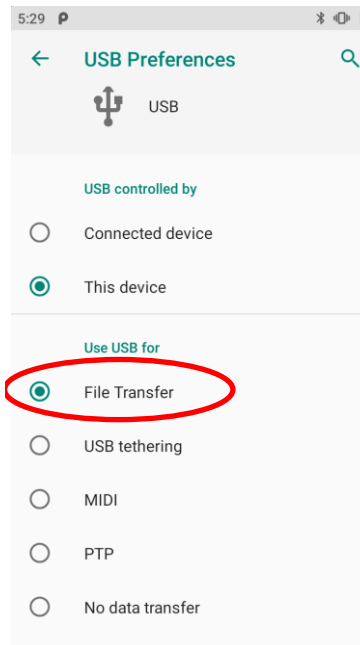 5:29
USB Preferences
USB
USB controlled by
Connected device
This device
Use USB for
File Transfer
USB tethering
MIDI
PTP
No data transfer